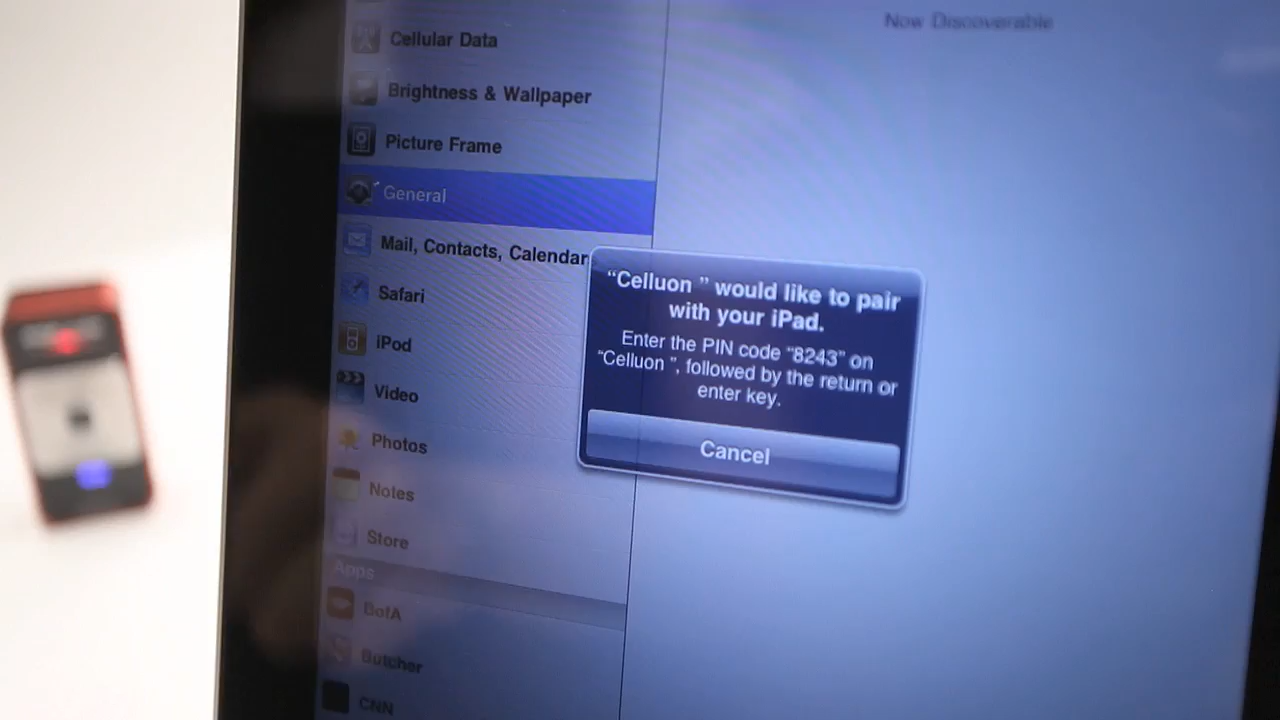 Now Discoverable
Cellular Data
Brightness & Wallpaper
Picture Frame
General
Mail, Contacts, Calendar
Safari
iPod
Video
Photos
Notes
Store
Apps
BofA
Butcher
CNN
“Celluon ” would like to pair
with your iPad.
Enter the PIN code “8243” on
“Celluon ”, followed by the return or
enter key.
Cancel